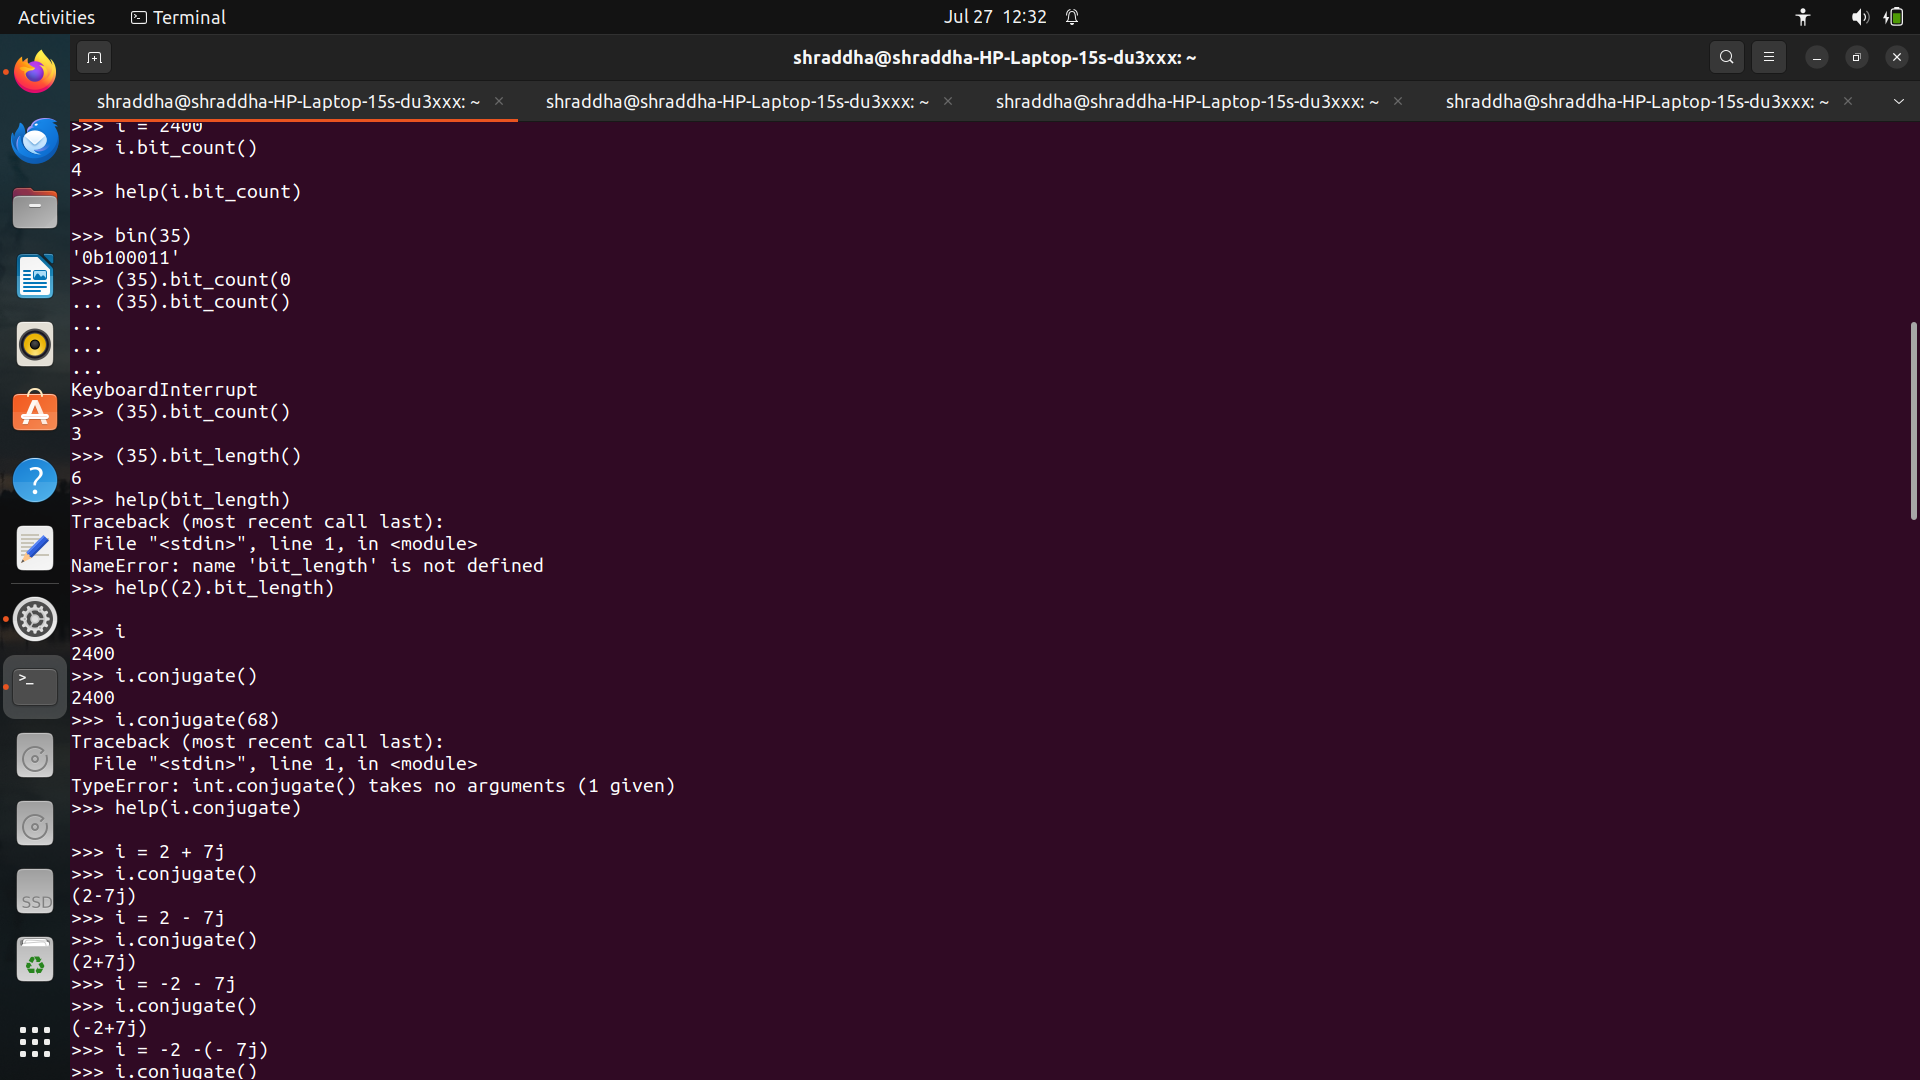 Activities
Terminal
Jul 27 12:32
shraddha@shraddha-HP-Laptop-15s-du3xxx: ~
shraddha@shraddha-HP-Laptop-15s-du3xxx: ~
shraddha@shraddha-HP-Laptop-15s-du3xxx: ~
shraddha@shraddha-HP-Laptop-15s-du3xxx: ~
shraddha@shraddha-HP-Laptop-15s-du3xxx: ~
>>> i = 2400
>>> i.bit_count()
4
>>> help(i.bit_count)
>>> bin(35)
'0b100011'
>>> (35).bit_count(0
... (35).bit_count()
...
...
...
KeyboardInterrupt
>>> (35).bit_count()
3
>>> (35).bit_length()
6
>>> help(bit_length)
Traceback (most recent call last):
  File "<stdin>", line 1, in <module>
NameError: name 'bit_length' is not defined
>>> help((2).bit_length)
>>> i
2400
>>> i.conjugate()
2400
>>> i.conjugate(68)
Traceback (most recent call last):
  File "<stdin>", line 1, in <module>
TypeError: int.conjugate() takes no arguments (1 given)
>>> help(i.conjugate)
>>> i = 2 + 7j
>>> i.conjugate()
(2-7j)
>>> i = 2 - 7j
>>> i.conjugate()
(2+7j)
>>> i = -2 - 7j
>>> i.conjugate()
(-2+7j)
>>> i = -2 -(- 7j)
>>> i.conjugate()
SSD